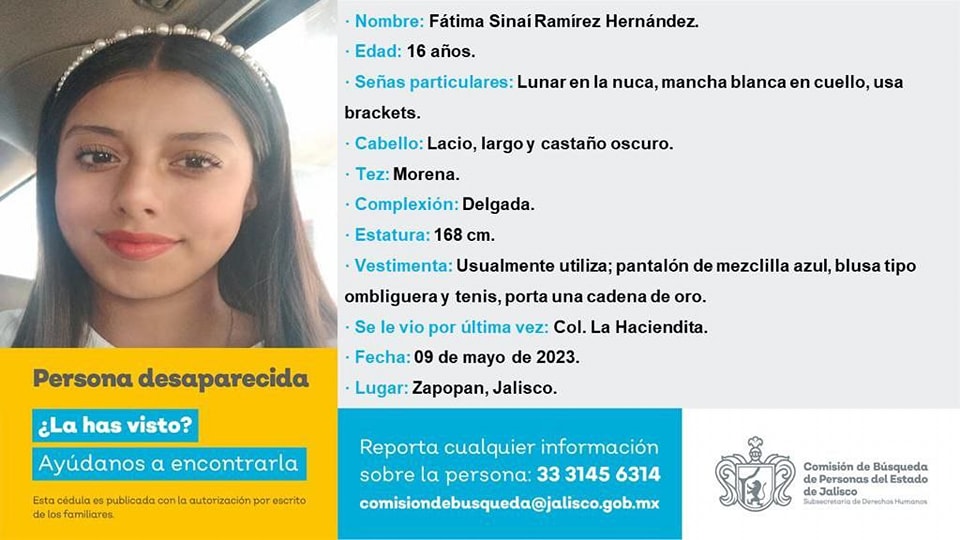 · Nombre: Fátima Sinaí Ramírez Hernández.
· Edad: 16 años.
· Señas particulares: Lunar en la nuca, mancha blanca en cuello, usa
brackets.
· Cabello: Lacio, largo y castaño oscuro.
· Tez: Morena.
· Complexión: Delgada.
· Estatura: 168 cm.
· Vestimenta: Usualmente utiliza; pantalón de mezclilla azul, blusa tipo
ombliguera y tenis, porta una cadena de oro.
· Se le vio por última vez: Col. La Haciendita.
· Fecha: 09 de mayo de 2023.
· Lugar: Zapopan, Jalisco.
Persona desaparecida
¿La has visto?
Ayúdanos a encontrarla
Esta cédula es publicada con la autorización por escrito
de los familiares.
Reporta cualquier información
sobre la persona: 33 3145 6314
comisiondebusqueda@jalisco.gob.mx
Comisión de Búsqueda
de Personas del Estado
de Jalisco
Subsecretaría de Derechos Humanos